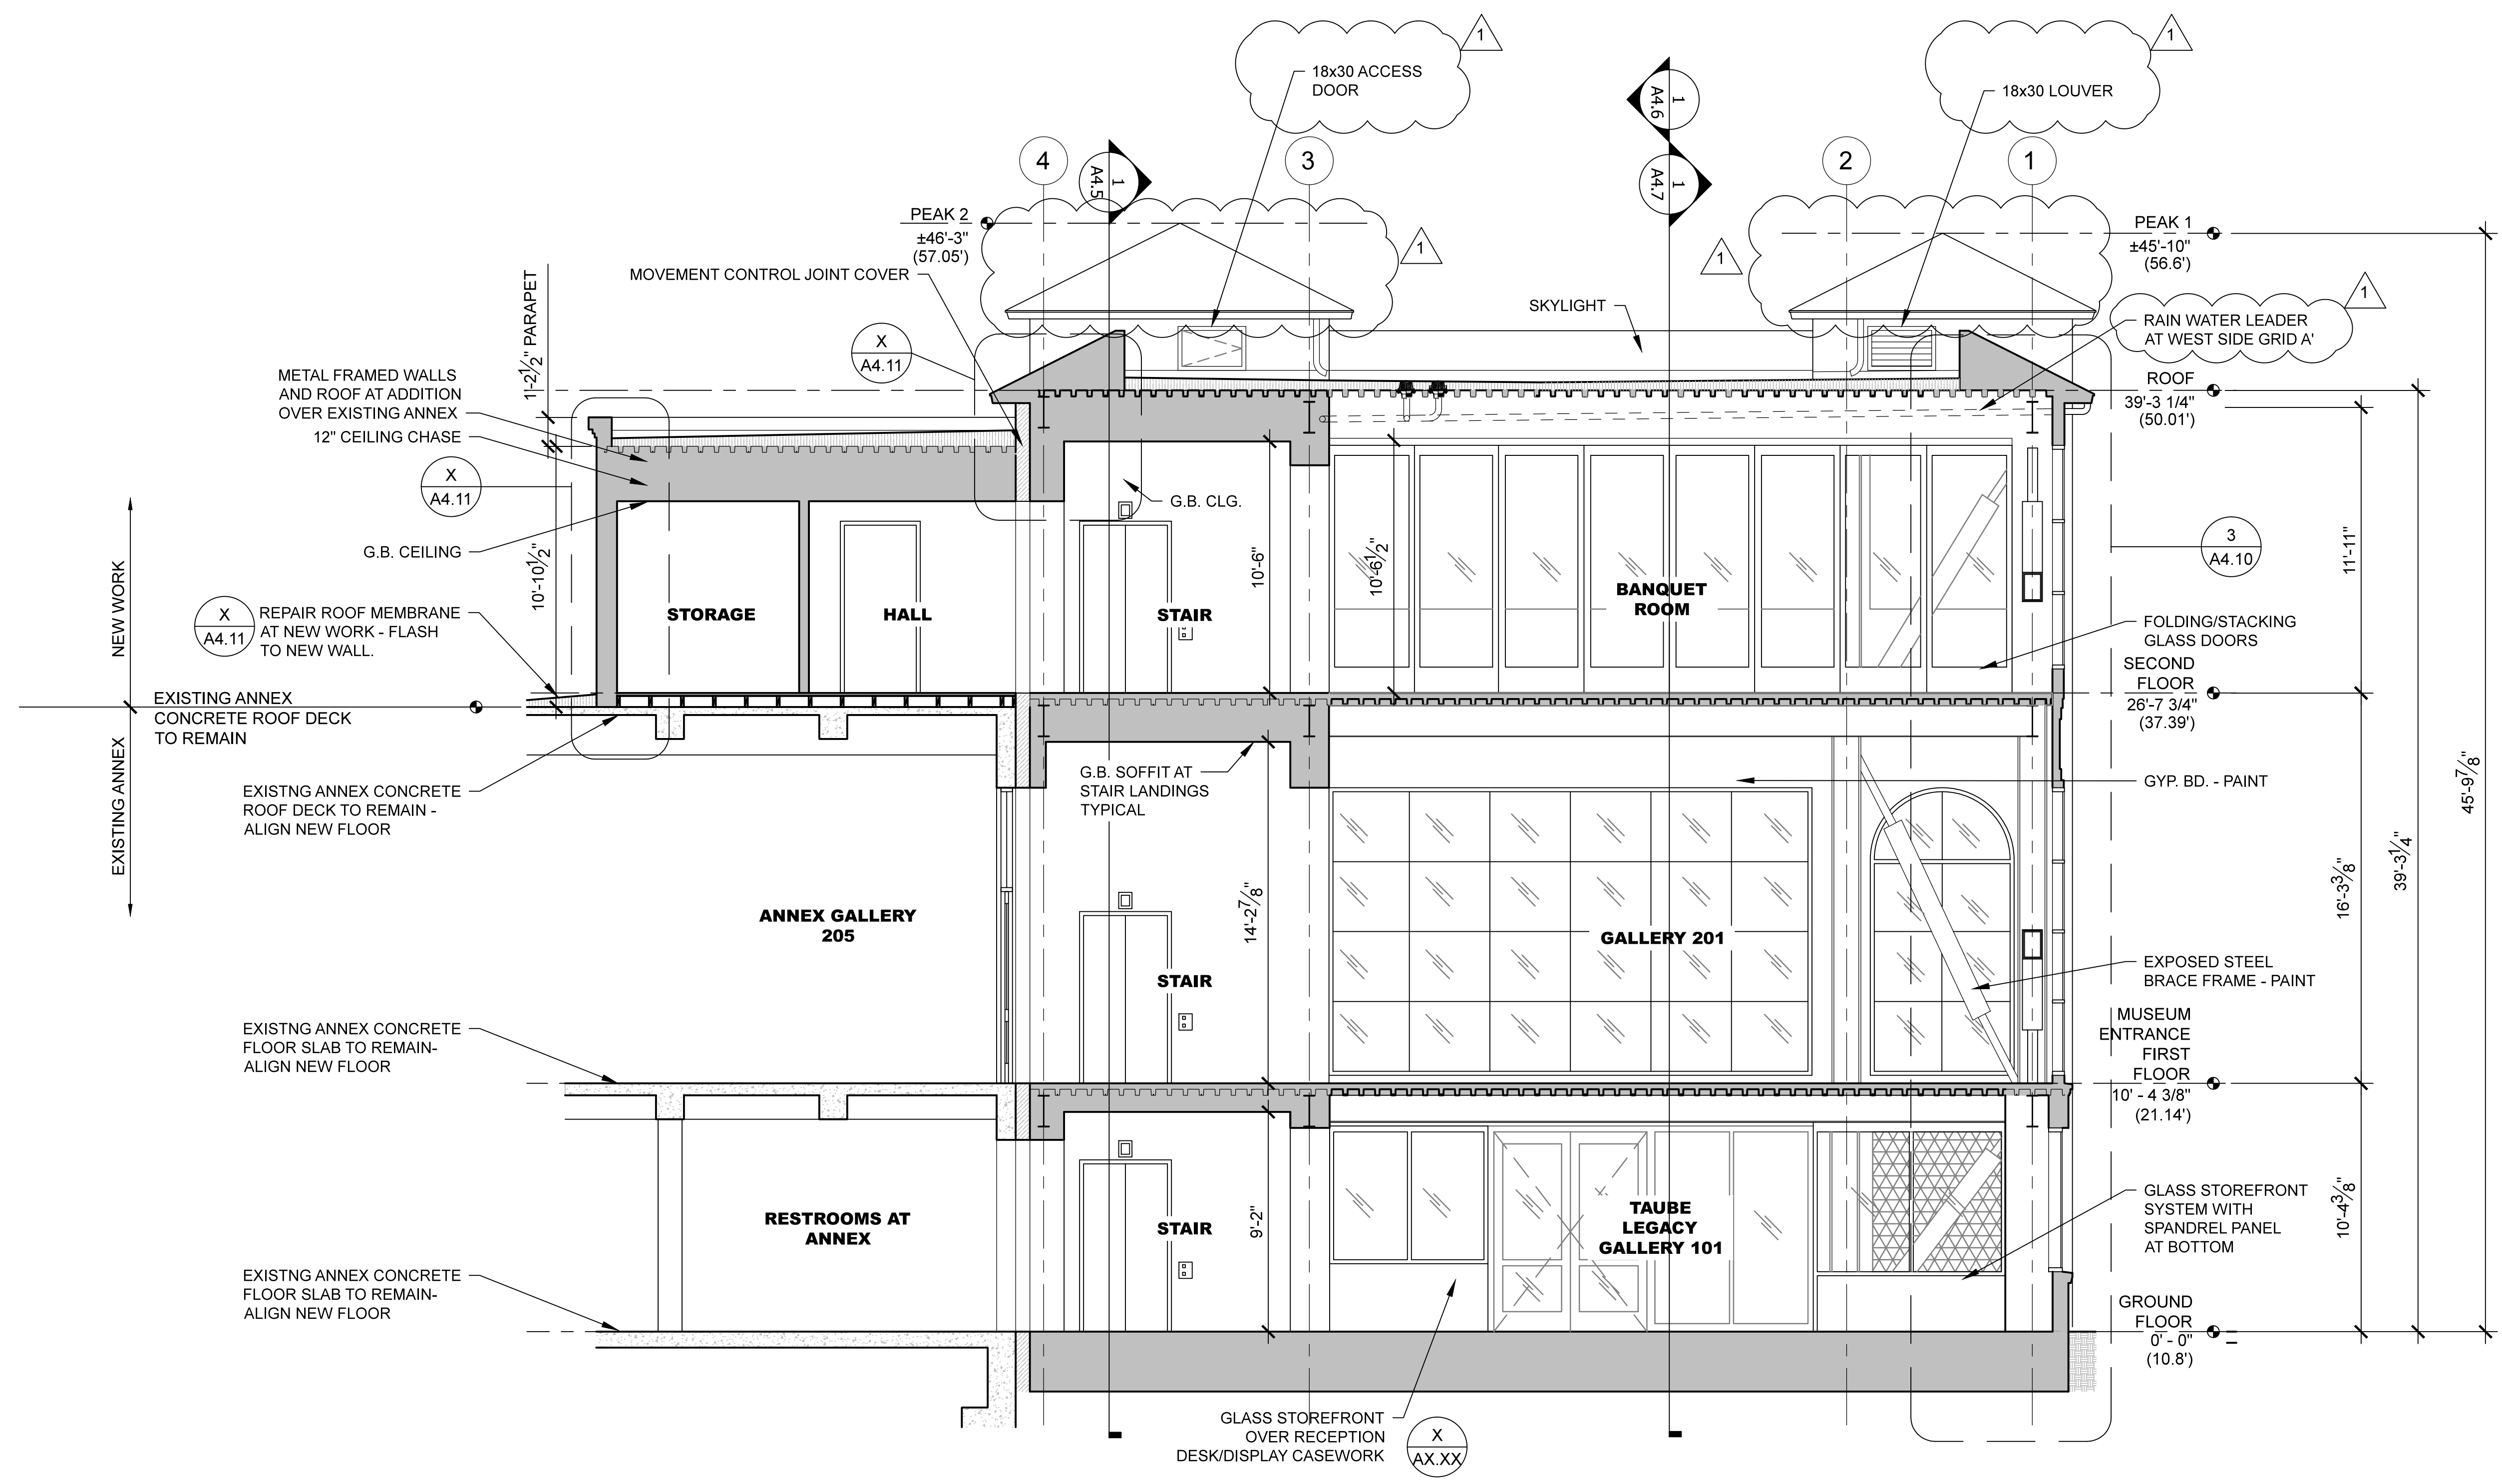 1
18x30 ACCESS
DOOR
1
A4.6
1
18x30 LOUVER
1
4
1
A4.5
3
1
A4.7
2
1
PEAK 2
±46'-3"
(57.05')
1
1
PEAK 1
±45'-10"
(56.6')
MOVEMENT CONTROL JOINT COVER
SKYLIGHT
1
RAIN WATER LEADER
AT WEST SIDE GRID A'
1'-2 1/2" PARAPET
X
A4.11
METAL FRAMED WALLS
AND ROOF AT ADDITION
OVER EXISTING ANNEX
12" CEILING CHASE
ROOF
39'-3 1/4"
(50.01')
X
A4.11
G.B. CLG.
G.B. CEILING
10'-10 1/2"
10'-6"
10'-6 1/2"
11'-11"
3
A4.10
NEW WORK
X
A4.11
REPAIR ROOF MEMBRANE
AT NEW WORK - FLASH
TO NEW WALL.
STORAGE
HALL
STAIR
BANQUET
ROOM
FOLDING/STACKING
GLASS DOORS
SECOND
FLOOR
26'-7 3/4"
(37.39')
EXISTING ANNEX
CONCRETE ROOF DECK
TO REMAIN
EXISTING ANNEX
EXISTNG ANNEX CONCRETE
ROOF DECK TO REMAIN -
ALIGN NEW FLOOR
G.B. SOFFIT AT
STAIR LANDINGS
TYPICAL
GYP. BD. - PAINT
45'-9 7/8"
39'-3 1/4"
16'-3 3/8"
14'-2 7/8"
ANNEX GALLERY
205
STAIR
GALLERY 201
EXPOSED STEEL
BRACE FRAME - PAINT
EXISTNG ANNEX CONCRETE
FLOOR SLAB TO REMAIN-
ALIGN NEW FLOOR
MUSEUM
ENTRANCE
FIRST
FLOOR
10' - 4 3/8"
(21.14')
RESTROOMS AT
ANNEX
STAIR
9'-2"
TAUBE
LEGACY
GALLERY 101
GLASS STOREFRONT
SYSTEM WITH
SPANDREL PANEL
AT BOTTOM
10'-4 3/8"
EXISTNG ANNEX CONCRETE
FLOOR SLAB TO REMAIN-
ALIGN NEW FLOOR
GROUND
FLOOR
0' - 0"
(10.8')
GLASS STOREFRONT
OVER RECEPTION
DESK/DISPLAY CASEWORK
X
AX.XX